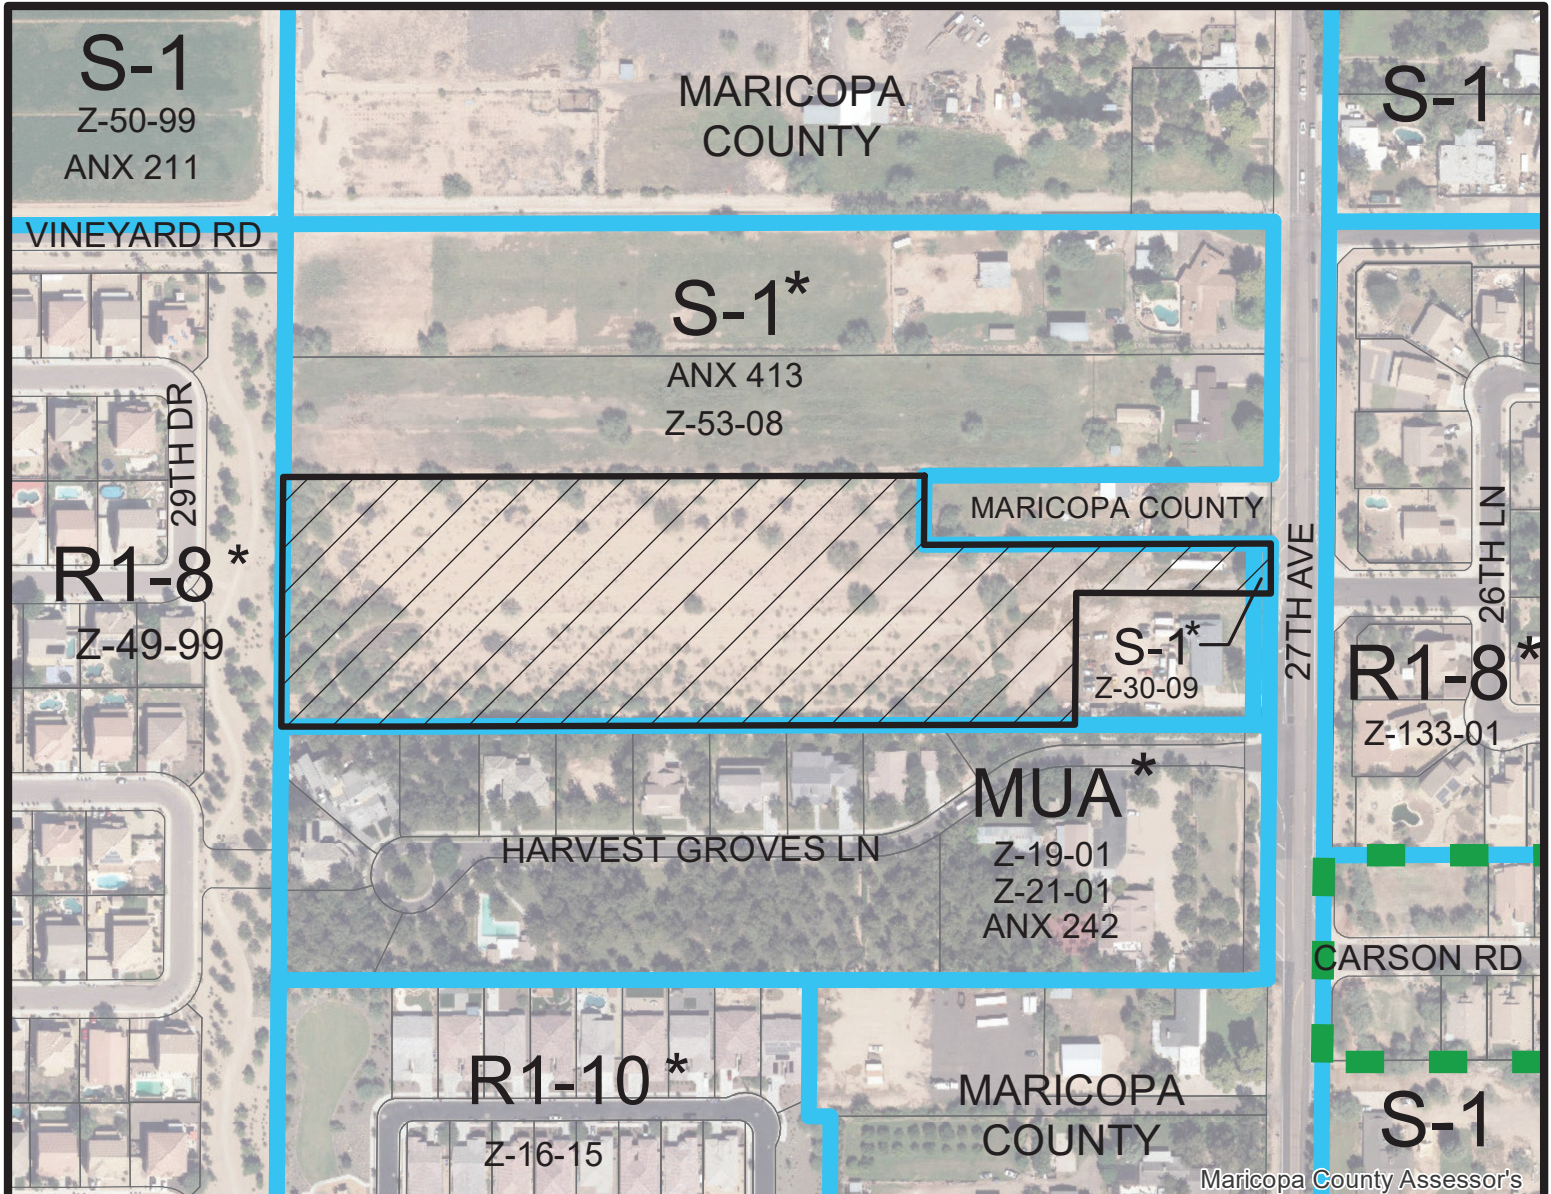 S-1
Z-50-99
ANX 211
MARICOPA
COUNTY
S-1
VINEYARD RD
S-1*
ANX 413
Z-53-08
29TH DR
R1-8*
Z-49-99
MARICOPA COUNTY
27TH AVE
26TH LN
S-1*
Z-30-09
R1-8*
Z-133-01
MUA*
Z-19-01
Z-21-01
ANX 242
HARVEST GROVES LN
CARSON RD
R1-10*
Z-16-15
MARICOPA
COUNTY
S-1
Maricopa County Assessor's